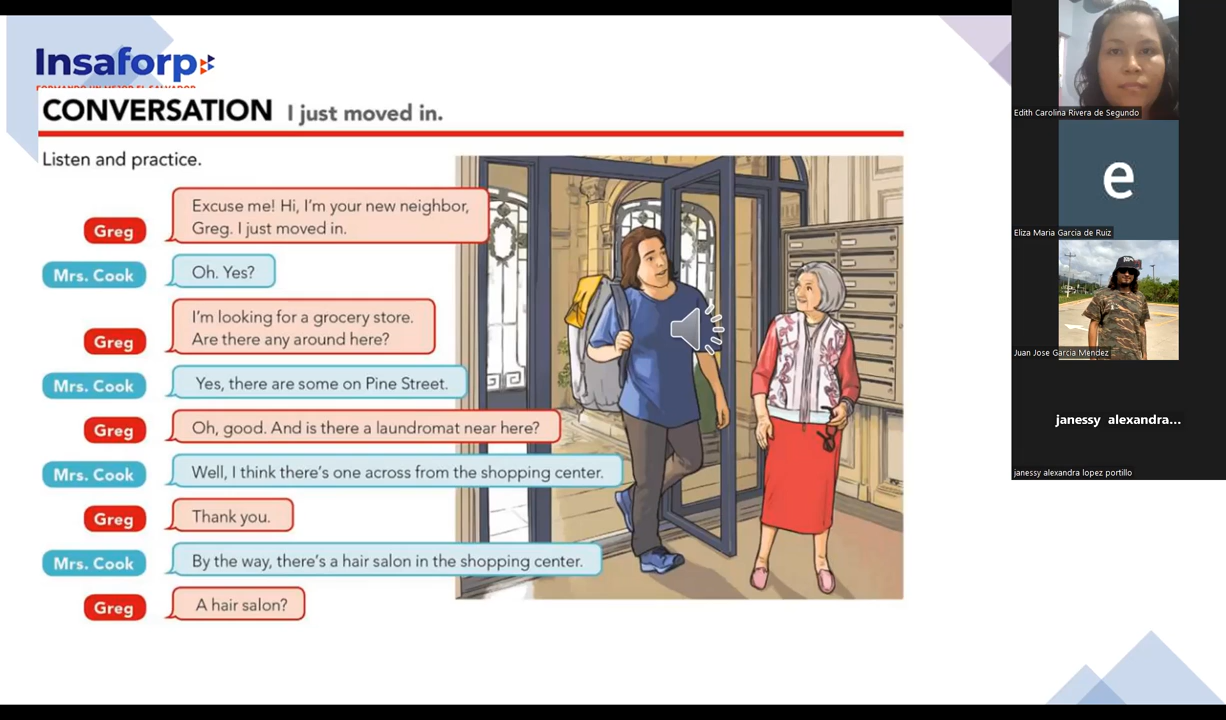 Insaforp
FORMANDO UN MEJOR EL SALVADOR
CONVERSATION I just moved in.
Listen and practice.
Greg
Excuse me! Hi, I'm your new neighbor,
Greg. I just moved in.
Mrs. Cook
Oh. Yes?
Greg
I'm looking for a grocery store.
Are there any around here?
Mrs. Cook
Yes, there are some on Pine Street.
Greg
Oh, good. And is there a laundromat near here?
Mrs. Cook
Well, I think there's one across from the shopping center.
Greg
Thank you.
Mrs. Cook
By the way, there's a hair salon in the shopping center.
Greg
A hair salon?
Edith Carolina Rivera de Segundo
e
Eliza Maria Garcia de Ruiz
Juan Jose Garcia Mendez
janessy alexandra...
janessy alexandra lopez portillo